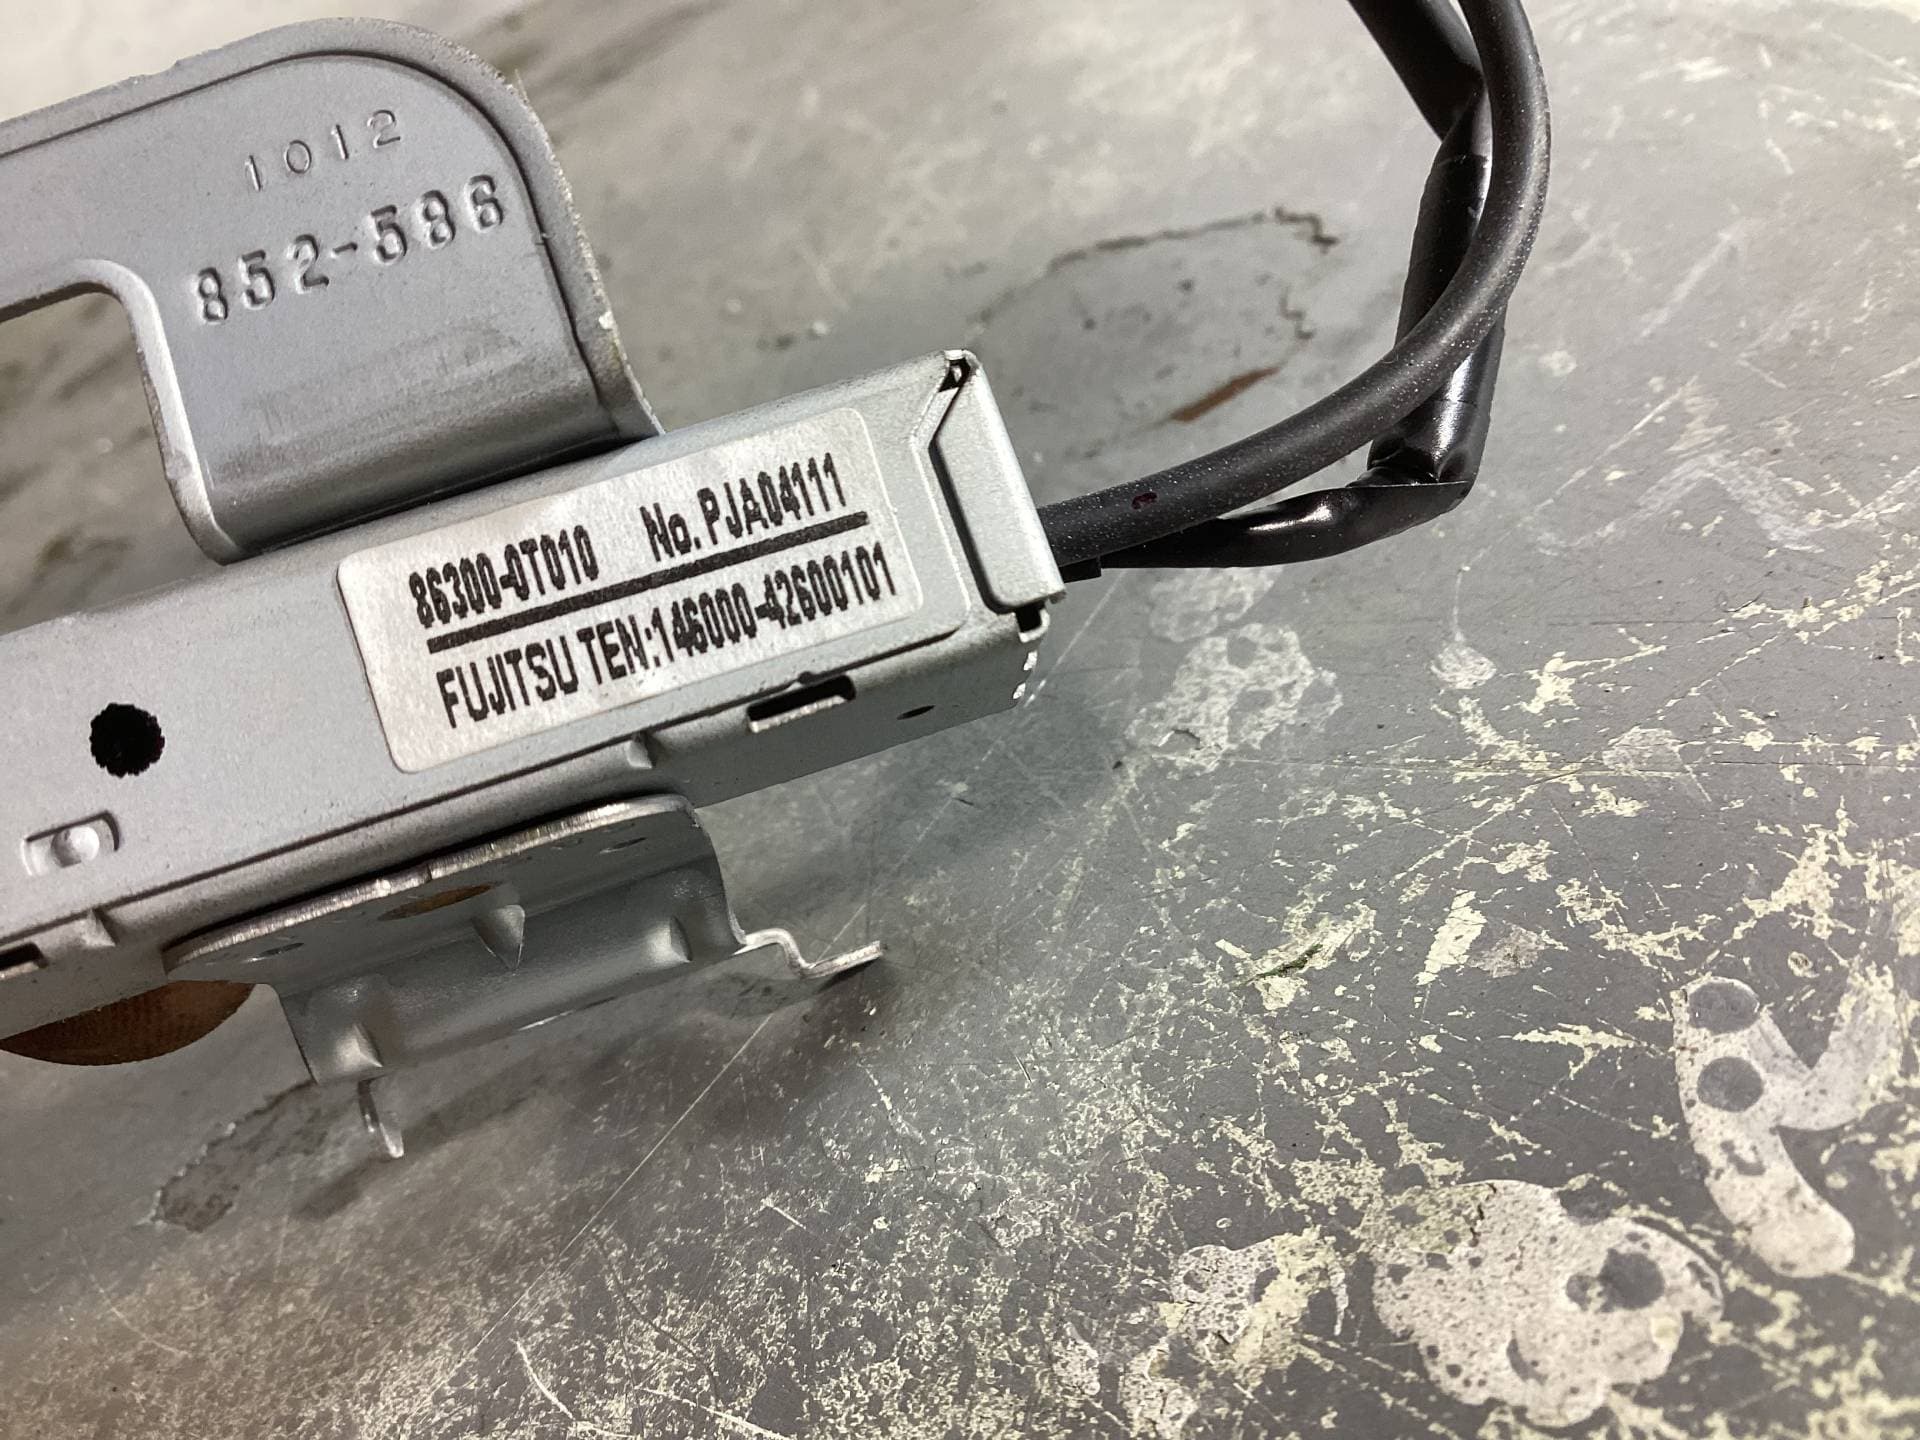 1012
852-586
86300-0T010 No. PJA04111
FUJITSU TEN:146000-42600101